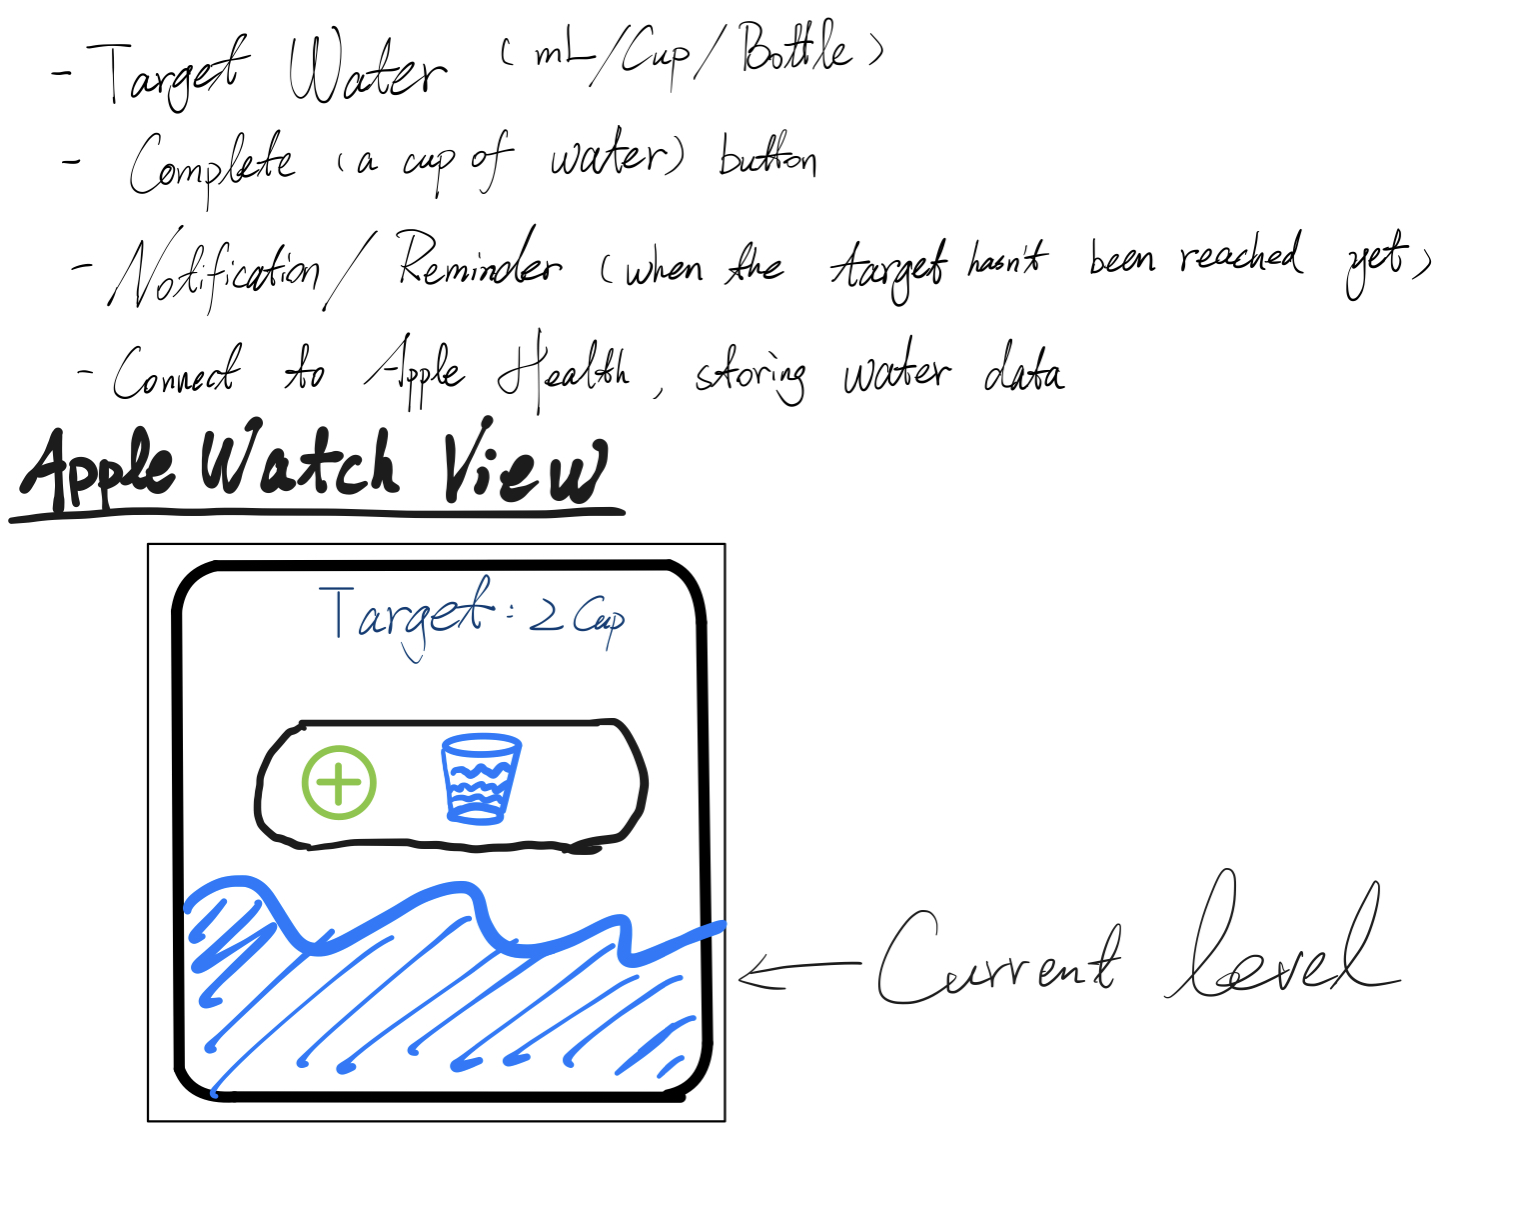 - Target Water (mL/Cup/Bottle)
- Complete (a cup of water) button
- Notification/Reminder (when the target hasn't been reached yet)
- Connect to Apple Health, storing water data
Apple Watch View
Target: 2 Cup
Current level